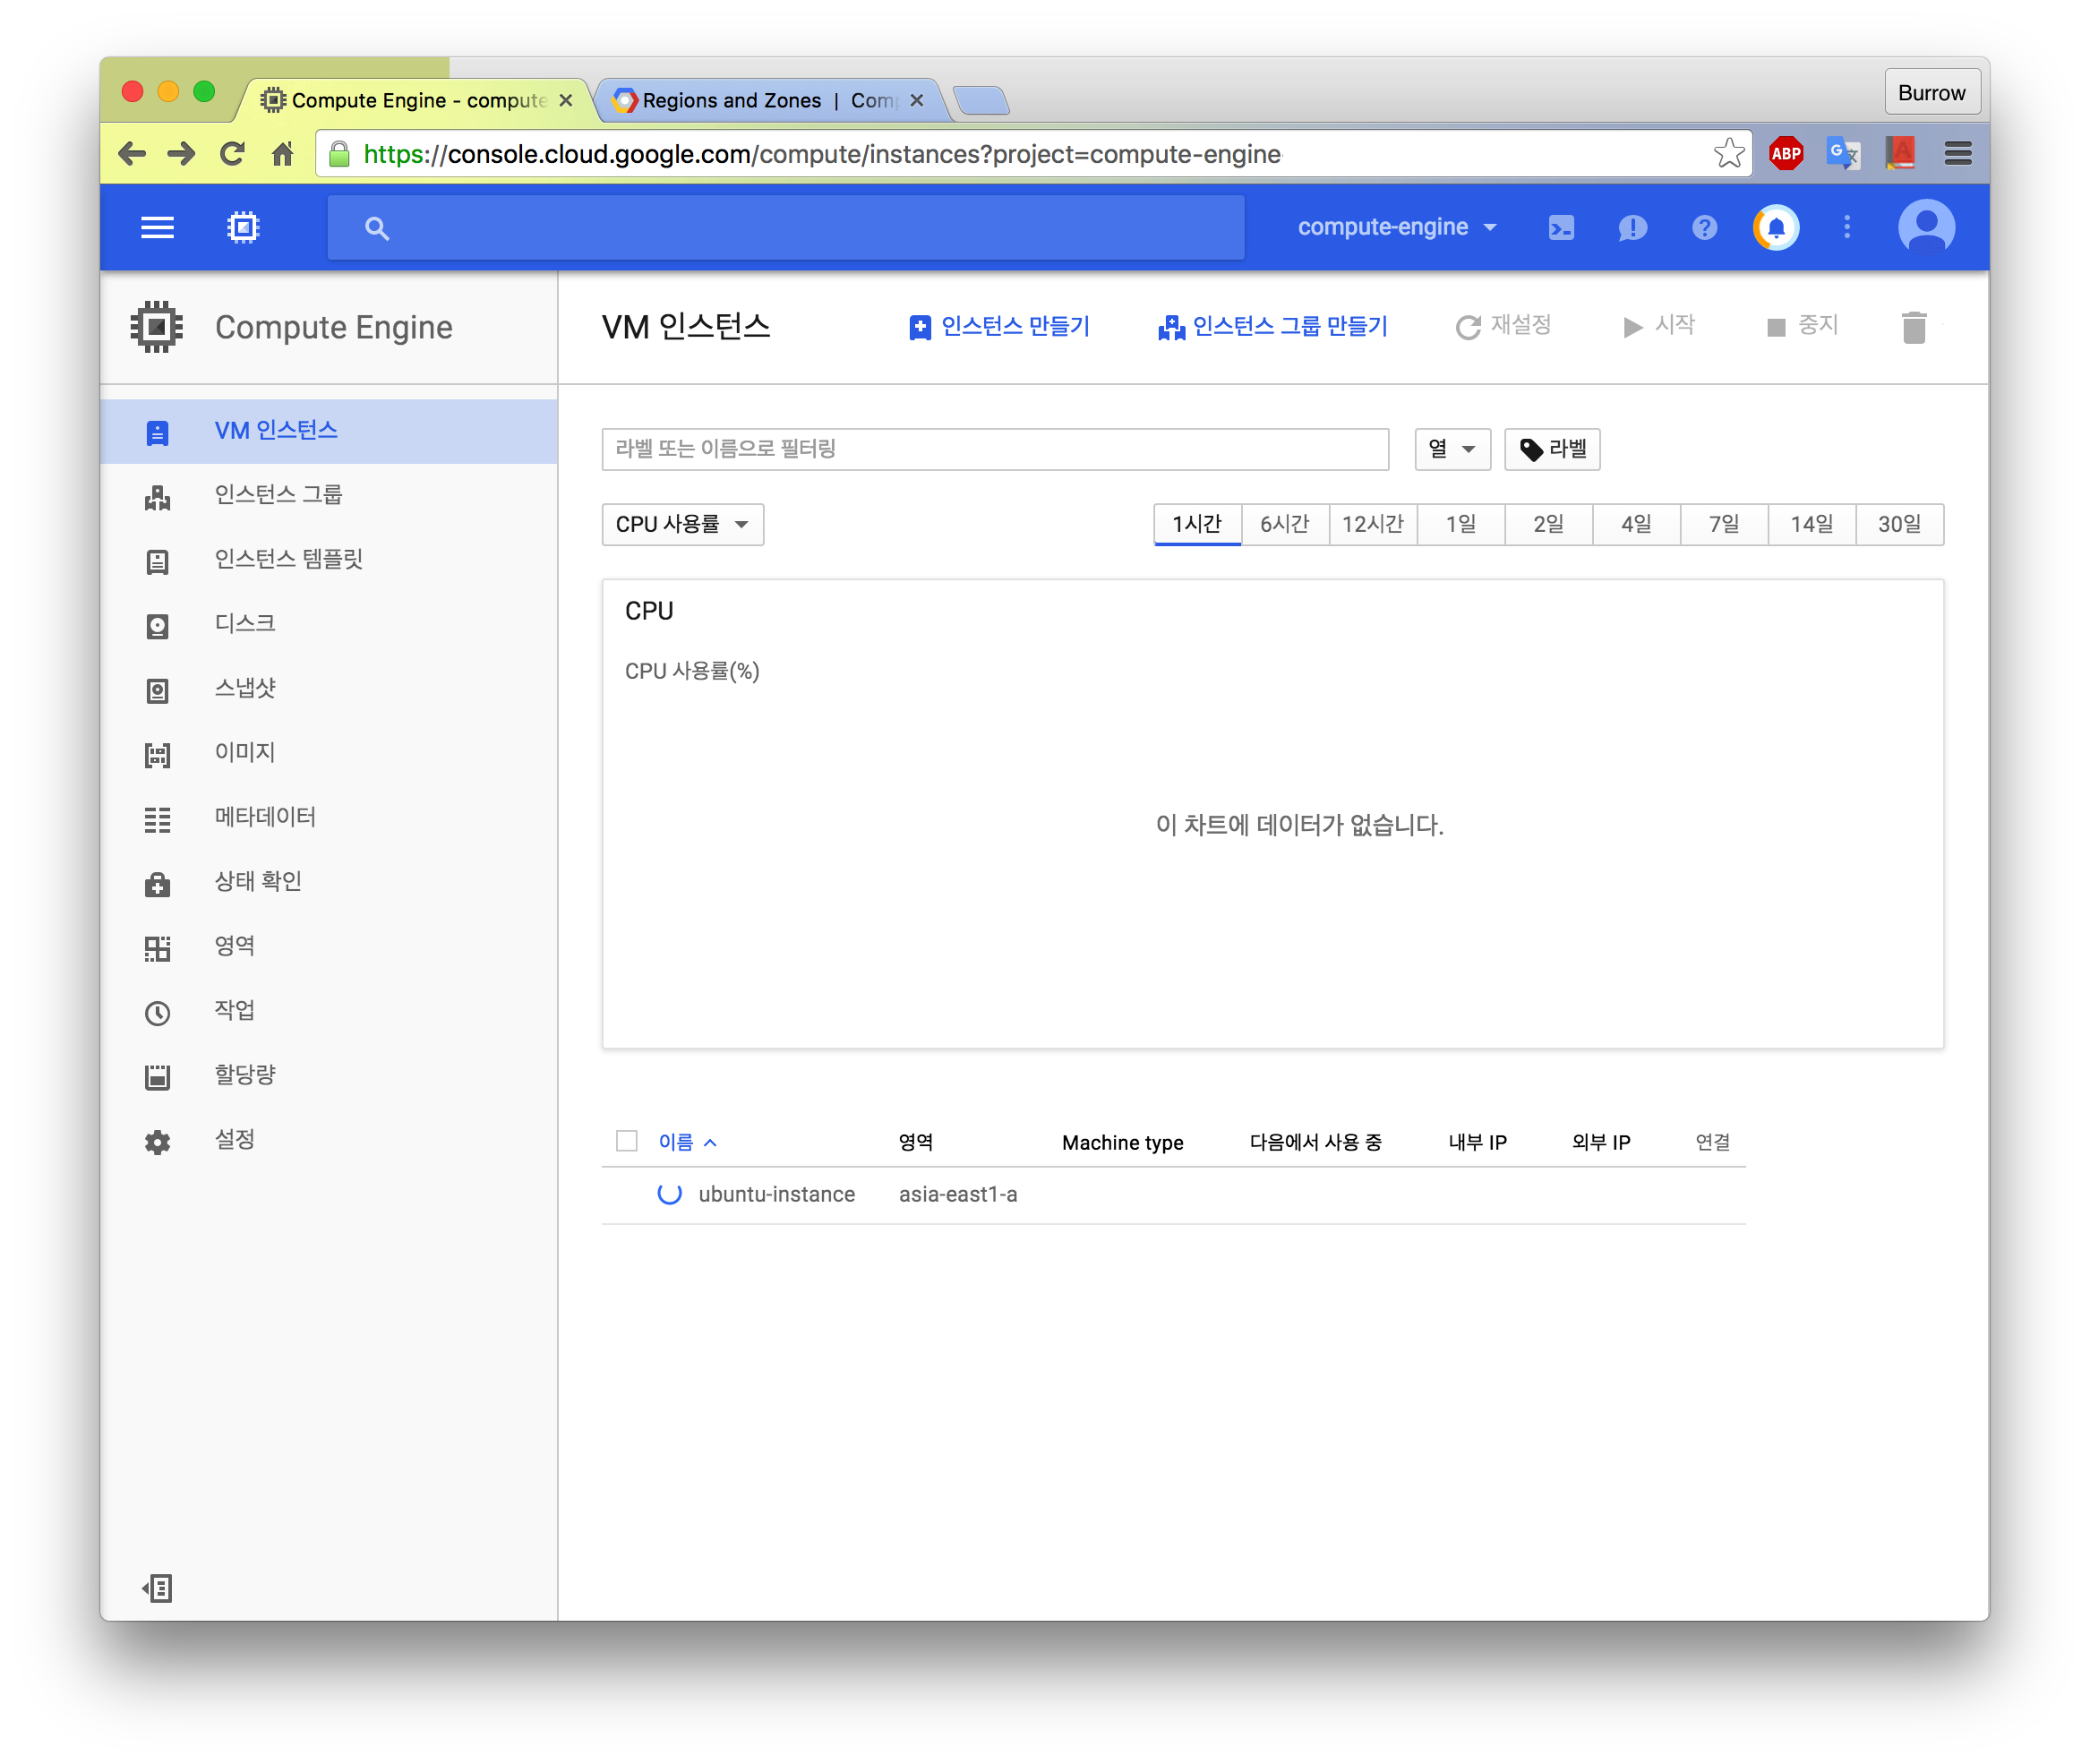 Compute Engine - compute
Regions and Zones | Comp
Burrow
https://console.cloud.google.com/compute/instances?project=compute-engine
ABP
compute-engine
Compute Engine
VM 인스턴스
인스턴스 만들기
인스턴스 그룹 만들기
재설정
시작
중지
VM 인스턴스
인스턴스 그룹
인스턴스 템플릿
디스크
스냅샷
이미지
메타데이터
상태 확인
영역
작업
할당량
설정
라벨 또는 이름으로 필터링
열
라벨
CPU 사용률
1시간
6시간
12시간
1일
2일
4일
7일
14일
30일
CPU
CPU 사용률(%)
이 차트에 데이터가 없습니다.
이름 영역 Machine type 다음에서 사용 중 내부 IP 외부 IP 연결
ubuntu-instance asia-east1-a